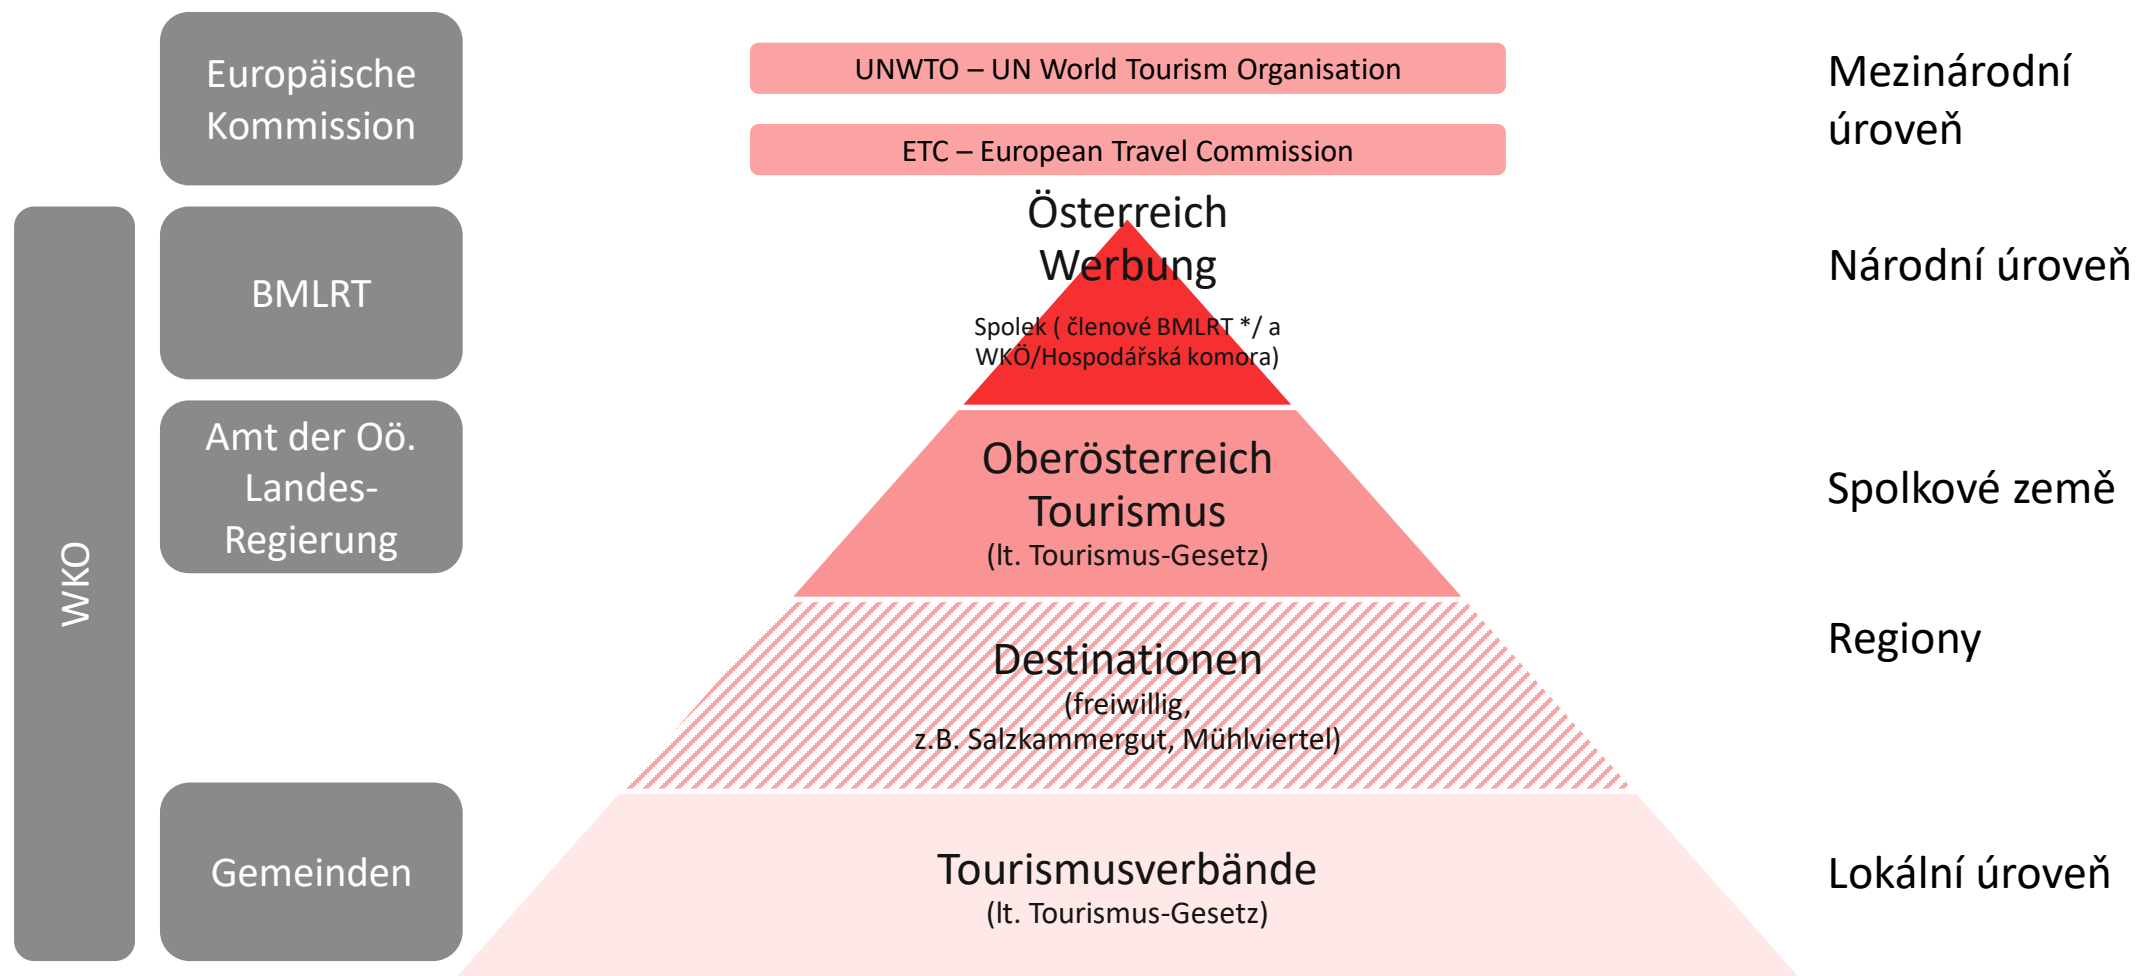 Europäische
Kommission
UNWTO – UN World Tourism Organisation
ETC – European Travel Commission
Mezinárodní
úroveň
WKO
BMLRT
Österreich
Werbung
Spolek ( členové BMLRT */ a
WKÖ/Hospodářská komora)
Národní úroveň
Amt der Oö.
Landes-
Regierung
Oberösterreich
Tourismus
(lt. Tourismus-Gesetz)
Spolkové země
Destinationen
(freiwillig,
z.B. Salzkammergut, Mühlviertel)
Regiony
Gemeinden
Tourismusverbände
(lt. Tourismus-Gesetz)
Lokální úroveň